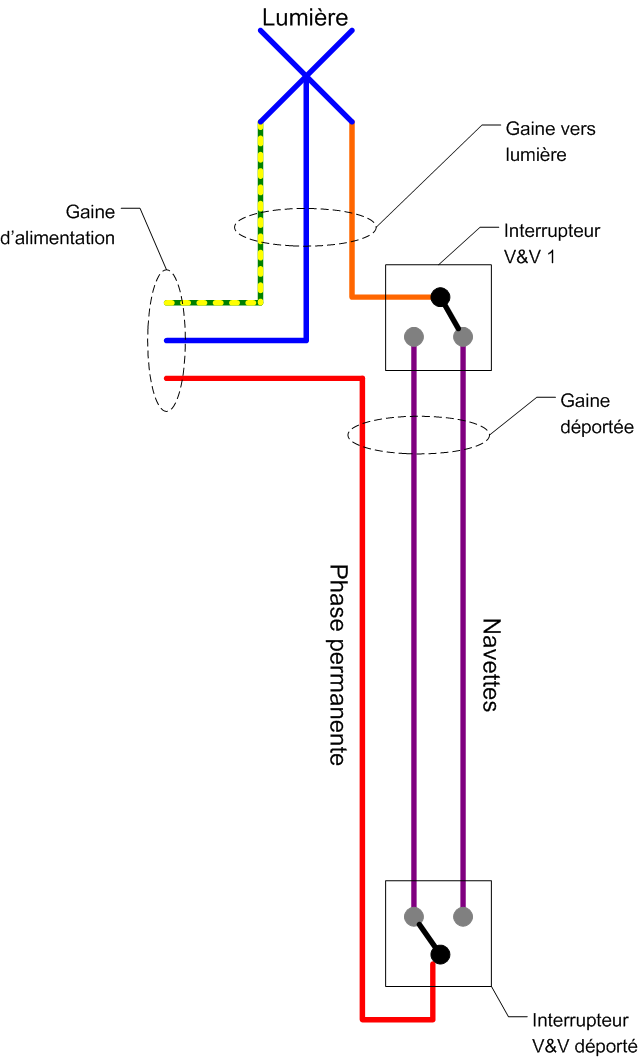 Lumière
Gaine vers
lumière
Gaine
d’alimentation
Interrupteur
V&V 1
Gaine
déportée
Phase permanente
Navettes
Interrupteur
V&V déporté